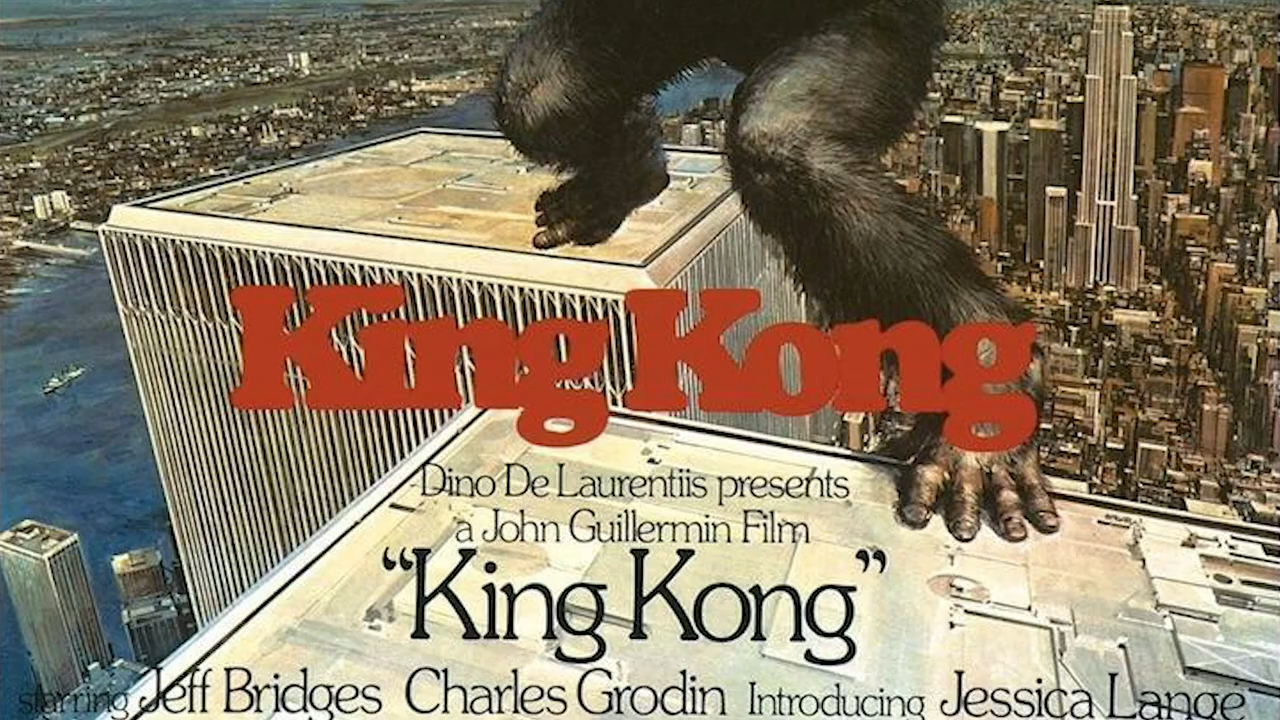 King Kong
Dino De Laurentiis presents
a John Guillermin Film
“King Kong”
starring Jeff Bridges Charles Grodin Introducing Jessica Lange